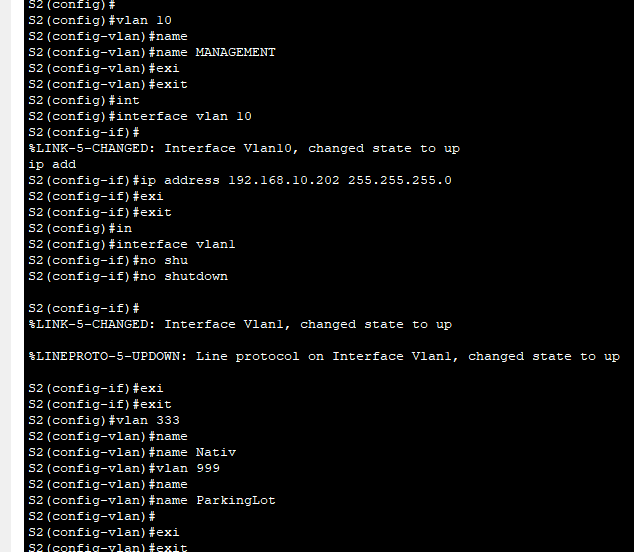 S2(config)#
S2(config)#vlan 10
S2(config-vlan)#name
S2(config-vlan)#name MANAGEMENT
S2(config-vlan)#exi
S2(config-vlan)#exit
S2(config)#int
S2(config)#interface vlan 10
S2(config-if)#
%LINK-5-CHANGED: Interface Vlan10, changed state to up
ip add
S2(config-if)#ip address 192.168.10.202 255.255.255.0
S2(config-if)#exi
S2(config-if)#exit
S2(config)#in
S2(config)#interface vlan1
S2(config-if)#no shu
S2(config-if)#no shutdown
S2(config-if)#
%LINK-5-CHANGED: Interface Vlan1, changed state to up
%LINEPROTO-5-UPDOWN: Line protocol on Interface Vlan1, changed state to up
S2(config-if)#exi
S2(config-if)#exit
S2(config)#vlan 333
S2(config-vlan)#name
S2(config-vlan)#name Nativ
S2(config-vlan)#vlan 999
S2(config-vlan)#name
S2(config-vlan)#name ParkingLot
S2(config-vlan)#
S2(config-vlan)#exi
S2(config-vlan)#exit